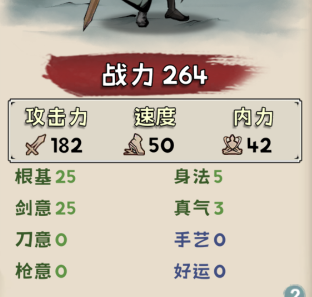 战力 264
攻击力 速度 内力
182 50 42
根基 25 身法 5
剑意 25 真气 3
刀意 0 手艺 0
枪意 0 好运 0
?